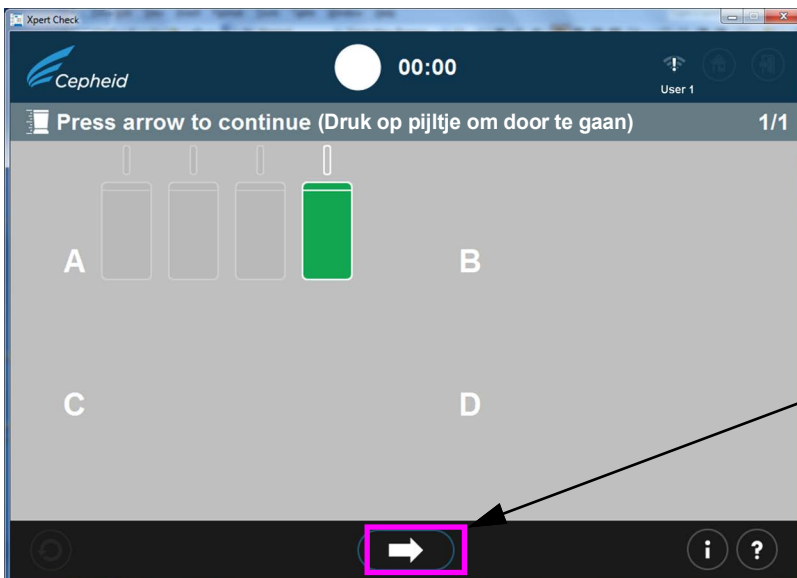 Xpert Check
Cepheid
00:00
User 1
Press arrow to continue (Druk op pijltje om door te gaan)
1/1
A
B
C
D
i
?